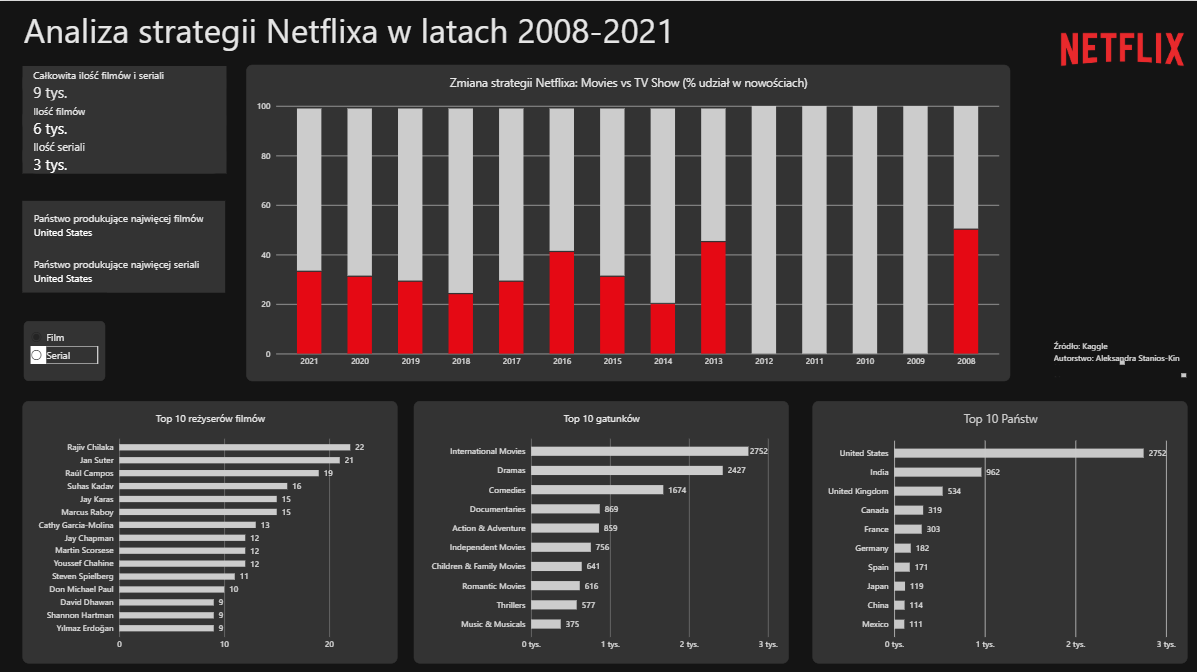 Analiza strategii Netflixa w latach 2008-2021
NETFLIX
Całkowita ilość filmów i seriali
9 tys.
Ilość filmów
6 tys.
Ilość seriali
3 tys.
Państwo produkujące najwięcej filmów
United States
Państwo produkujące najwięcej seriali
United States
Film
Serial
Zmiana strategii Netflixa: Movies vs TV Show (% udział w nowościach)
100
80
60
40
20
0
2021 2020 2019 2018 2017 2016 2015 2014 2013 2012 2011 2010 2009 2008
Źródło: Kaggle
Autorstwo: Aleksandra Stanios-Kin
Top 10 reżyserów filmów
Rajiv Chilaka 22
Jan Suter 21
Raúl Campos 19
Suhas Kadav 16
Jay Karas 15
Marcus Raboy 15
Cathy Garcia-Molina 13
Jay Chapman 12
Martin Scorsese 12
Youssef Chahine 12
Steven Spielberg 11
Don Michael Paul 10
David Dhawan 9
Shannon Hartman 9
Yılmaz Erdoğan 9
0 10 20
Top 10 gatunków
International Movies 2752
Dramas 2427
Comedies 1674
Documentaries 869
Action & Adventure 859
Independent Movies 756
Children & Family Movies 641
Romantic Movies 616
Thrillers 577
Music & Musicals 375
0 tys. 1 tys. 2 tys. 3 tys.
Top 10 Państw
United States 2752
India 962
United Kingdom 534
Canada 319
France 303
Germany 182
Spain 171
Japan 119
China 114
Mexico 111
0 tys. 1 tys. 2 tys. 3 tys.